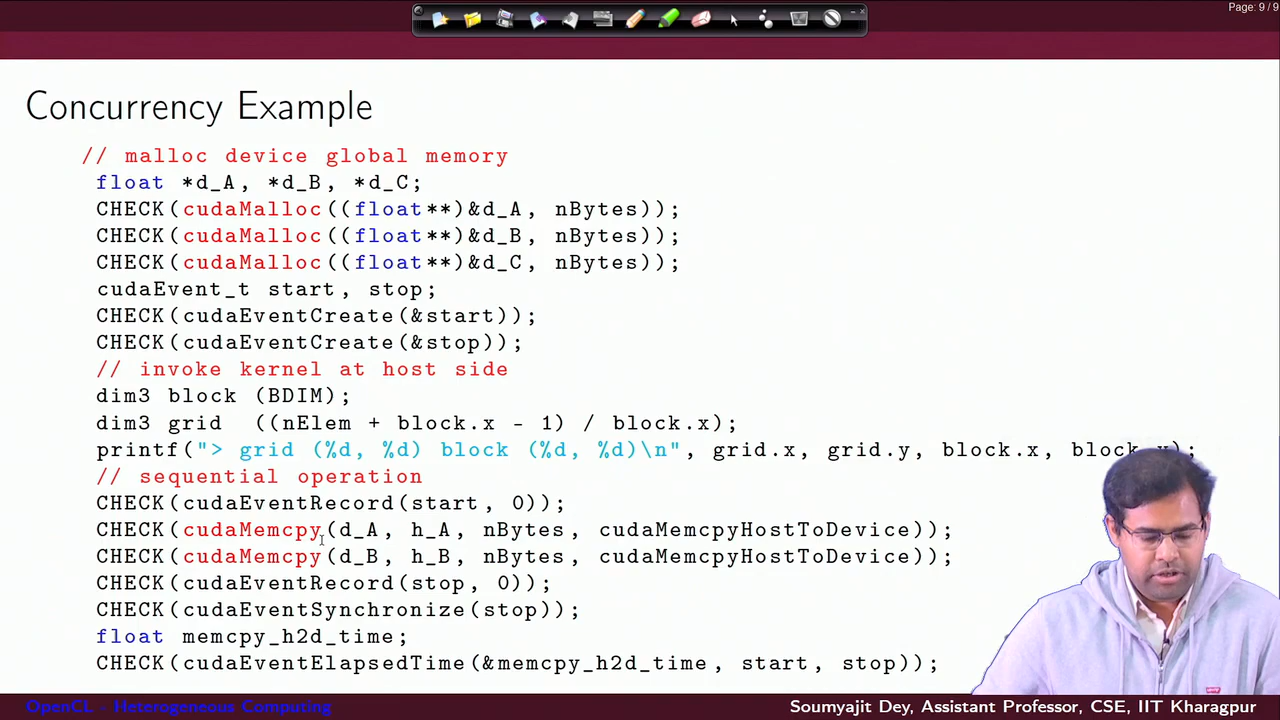 Page: 9 / 9
Concurrency Example
// malloc device global memory
float *d_A, *d_B, *d_C;
CHECK(cudaMalloc((float**)&d_A, nBytes));
CHECK(cudaMalloc((float**)&d_B, nBytes));
CHECK(cudaMalloc((float**)&d_C, nBytes));
cudaEvent_t start, stop;
CHECK(cudaEventCreate(&start));
CHECK(cudaEventCreate(&stop));
// invoke kernel at host side
dim3 block (BDIM);
dim3 grid ((nElem + block.x - 1) / block.x);
printf("> grid (%d, %d) block (%d, %d)\n", grid.x, grid.y, block.x, block.y);
// sequential operation
CHECK(cudaEventRecord(start, 0));
CHECK(cudaMemcpy(d_A, h_A, nBytes, cudaMemcpyHostToDevice));
CHECK(cudaMemcpy(d_B, h_B, nBytes, cudaMemcpyHostToDevice));
CHECK(cudaEventRecord(stop, 0));
CHECK(cudaEventSynchronize(stop));
float memcpy_h2d_time;
CHECK(cudaEventElapsedTime(&memcpy_h2d_time, start, stop));
OpenCL - Heterogeneous Computing Soumyajit Dey, Assistant Professor, CSE, IIT Kharagpur